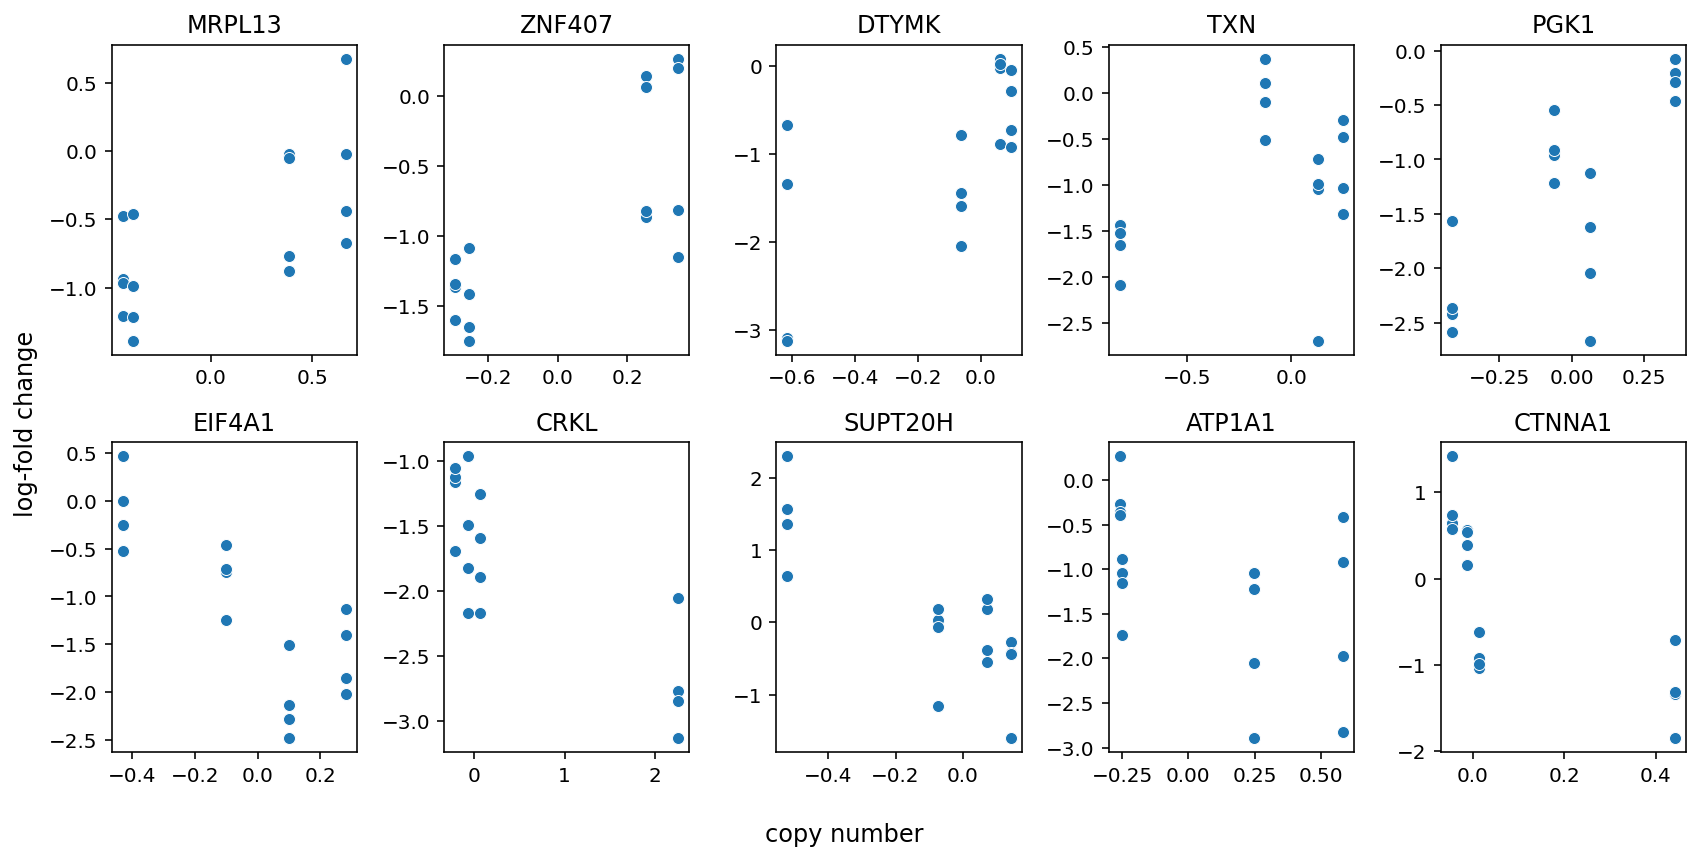 MRPL13 ZNF407 DTYMK TXN PGK1
0.5 0.0 −0.5 −1.0
0.0 0.5
0.0 −0.5 −1.0 −1.5
−0.2 0.0 0.2
0 −1 −2 −3
−0.6 −0.4 −0.2 0.0
0.5 0.0 −0.5 −1.0 −1.5 −2.0 −2.5
−0.5 0.0
0.0 −0.5 −1.0 −1.5 −2.0 −2.5
−0.25 0.00 0.25
log-fold change
EIF4A1 CRKL SUPT20H ATP1A1 CTNNA1
0.5 0.0 −0.5 −1.0 −1.5 −2.0 −2.5
−0.4 −0.2 0.0 0.2
−1.0 −1.5 −2.0 −2.5 −3.0
0 1 2
2 1 0 −1
−0.4 −0.2 0.0
0.0 −0.5 −1.0 −1.5 −2.0 −2.5 −3.0
−0.25 0.00 0.25 0.50
1 0 −1 −2
0.0 0.2 0.4
copy number